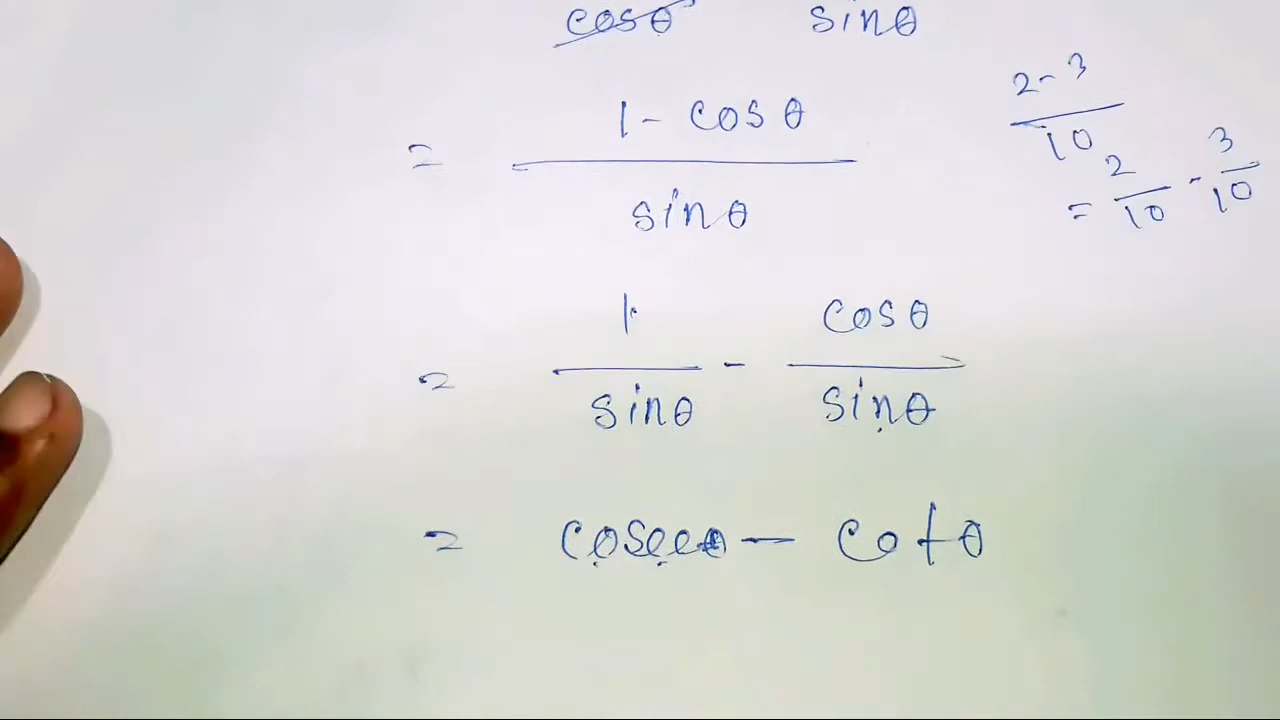 cosθ sinθ
= 1 - cosθ / sinθ
= 1 / sinθ - cosθ / sinθ
= cosecθ - cotθ
2 - 3 / 10
= 2 / 10 - 3 / 10